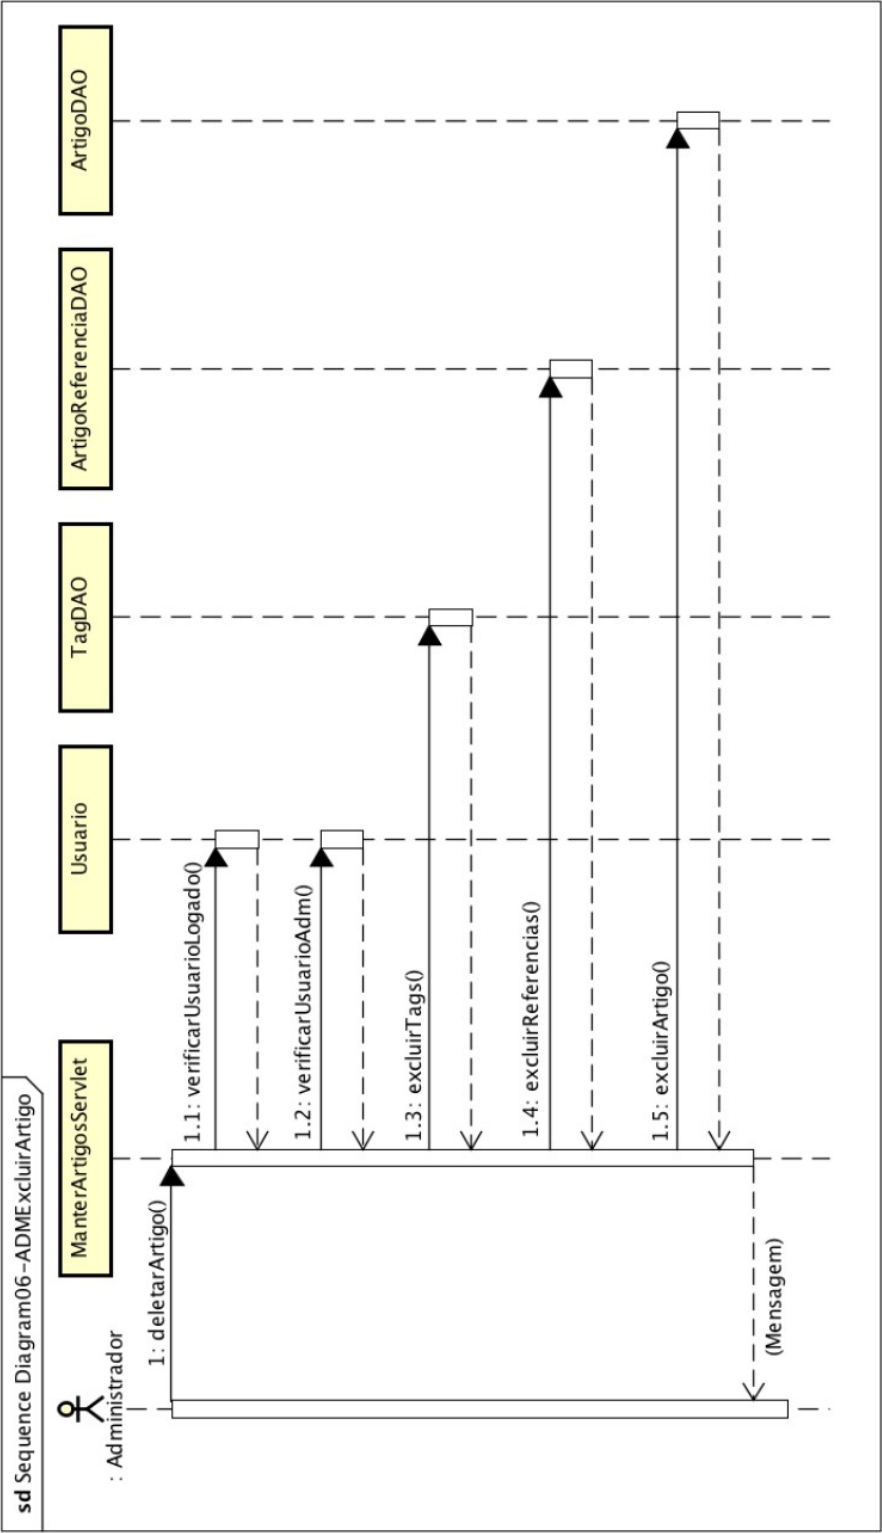 sd Sequence Diagram06-ADMExcluirArtigo
: Administrador
ManterArtigosServlet
Usuario
TagDAO
ArtigoReferenciaDAO
ArtigoDAO
1: deletarArtigo()
1.1: verificarUsuarioLogado()
1.2: verificarUsuarioAdm()
1.3: excluirTags()
1.4: excluirReferencias()
1.5: excluirArtigo()
(Mensagem)